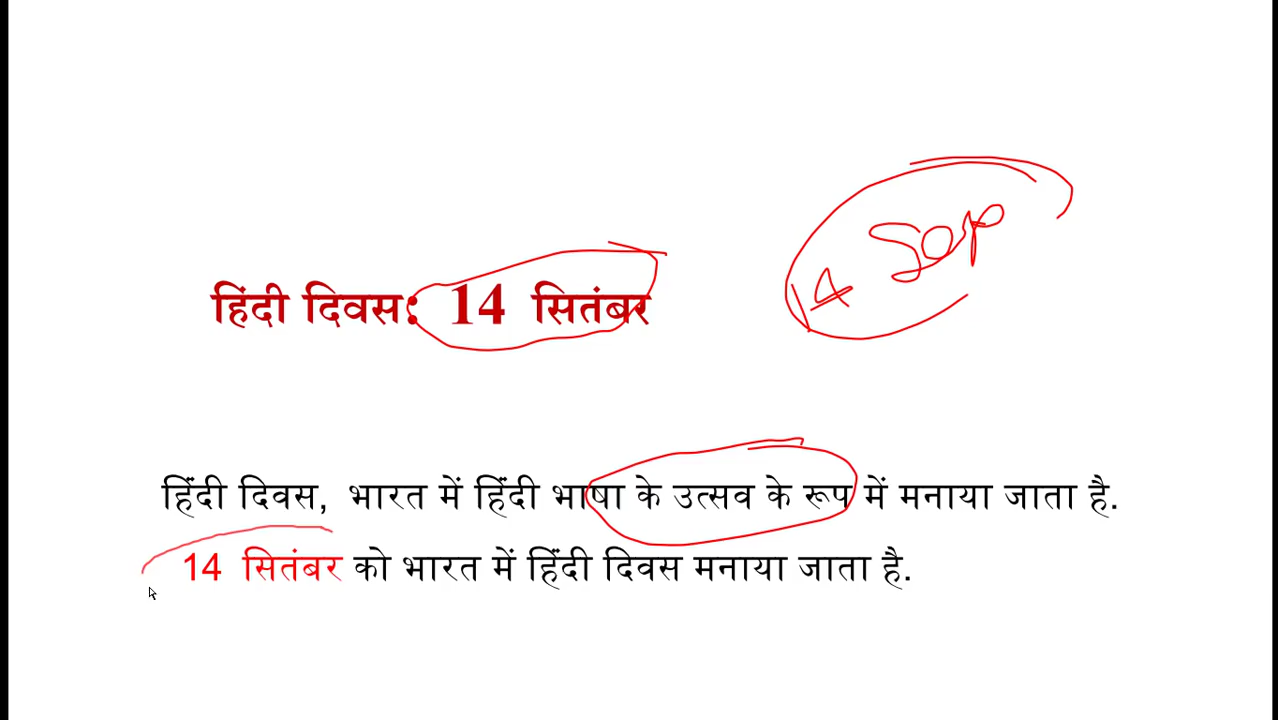 हिंदी दिवस: 14 सितंबर
14 Sep
हिंदी दिवस, भारत में हिंदी भाषा के उत्सव के रूप में मनाया जाता है.
14 सितंबर को भारत में हिंदी दिवस मनाया जाता है.